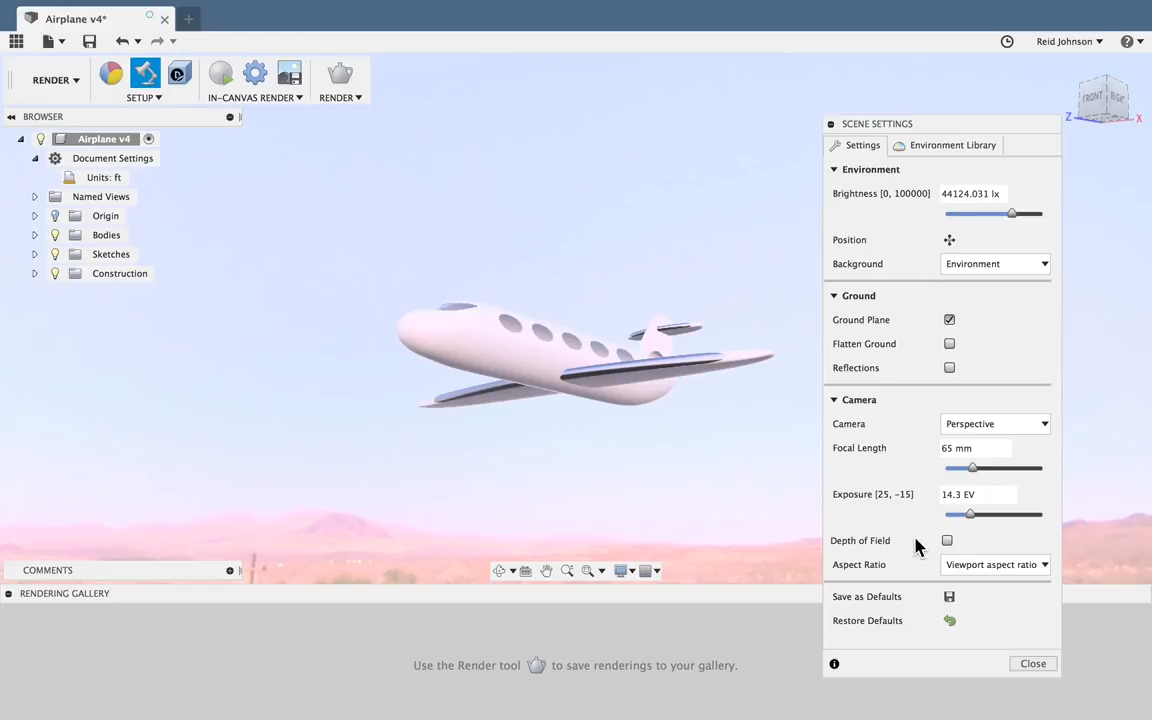 Airplane v4*
Reid Johnson
RENDER
SETUP
IN-CANVAS RENDER
RENDER
BROWSER
Airplane v4
Document Settings
Units: ft
Named Views
Origin
Bodies
Sketches
Construction
FRONT
RIGHT
Z
X
SCENE SETTINGS
Settings
Environment Library
Environment
Brightness [0, 100000] 44124.031 lx
Position
Background Environment
Ground
Ground Plane
Flatten Ground
Reflections
Camera
Camera Perspective
Focal Length 65 mm
Exposure [25, -15] 14.3 EV
Depth of Field
Aspect Ratio Viewport aspect ratio
Save as Defaults
Restore Defaults
Close
COMMENTS
RENDERING GALLERY
Use the Render tool to save renderings to your gallery.